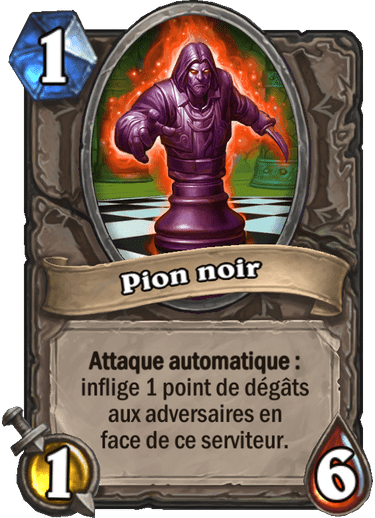 1
Pion noir
Attaque automatique :
inflige 1 point de dégâts
aux adversaires en
face de ce serviteur.
1
6